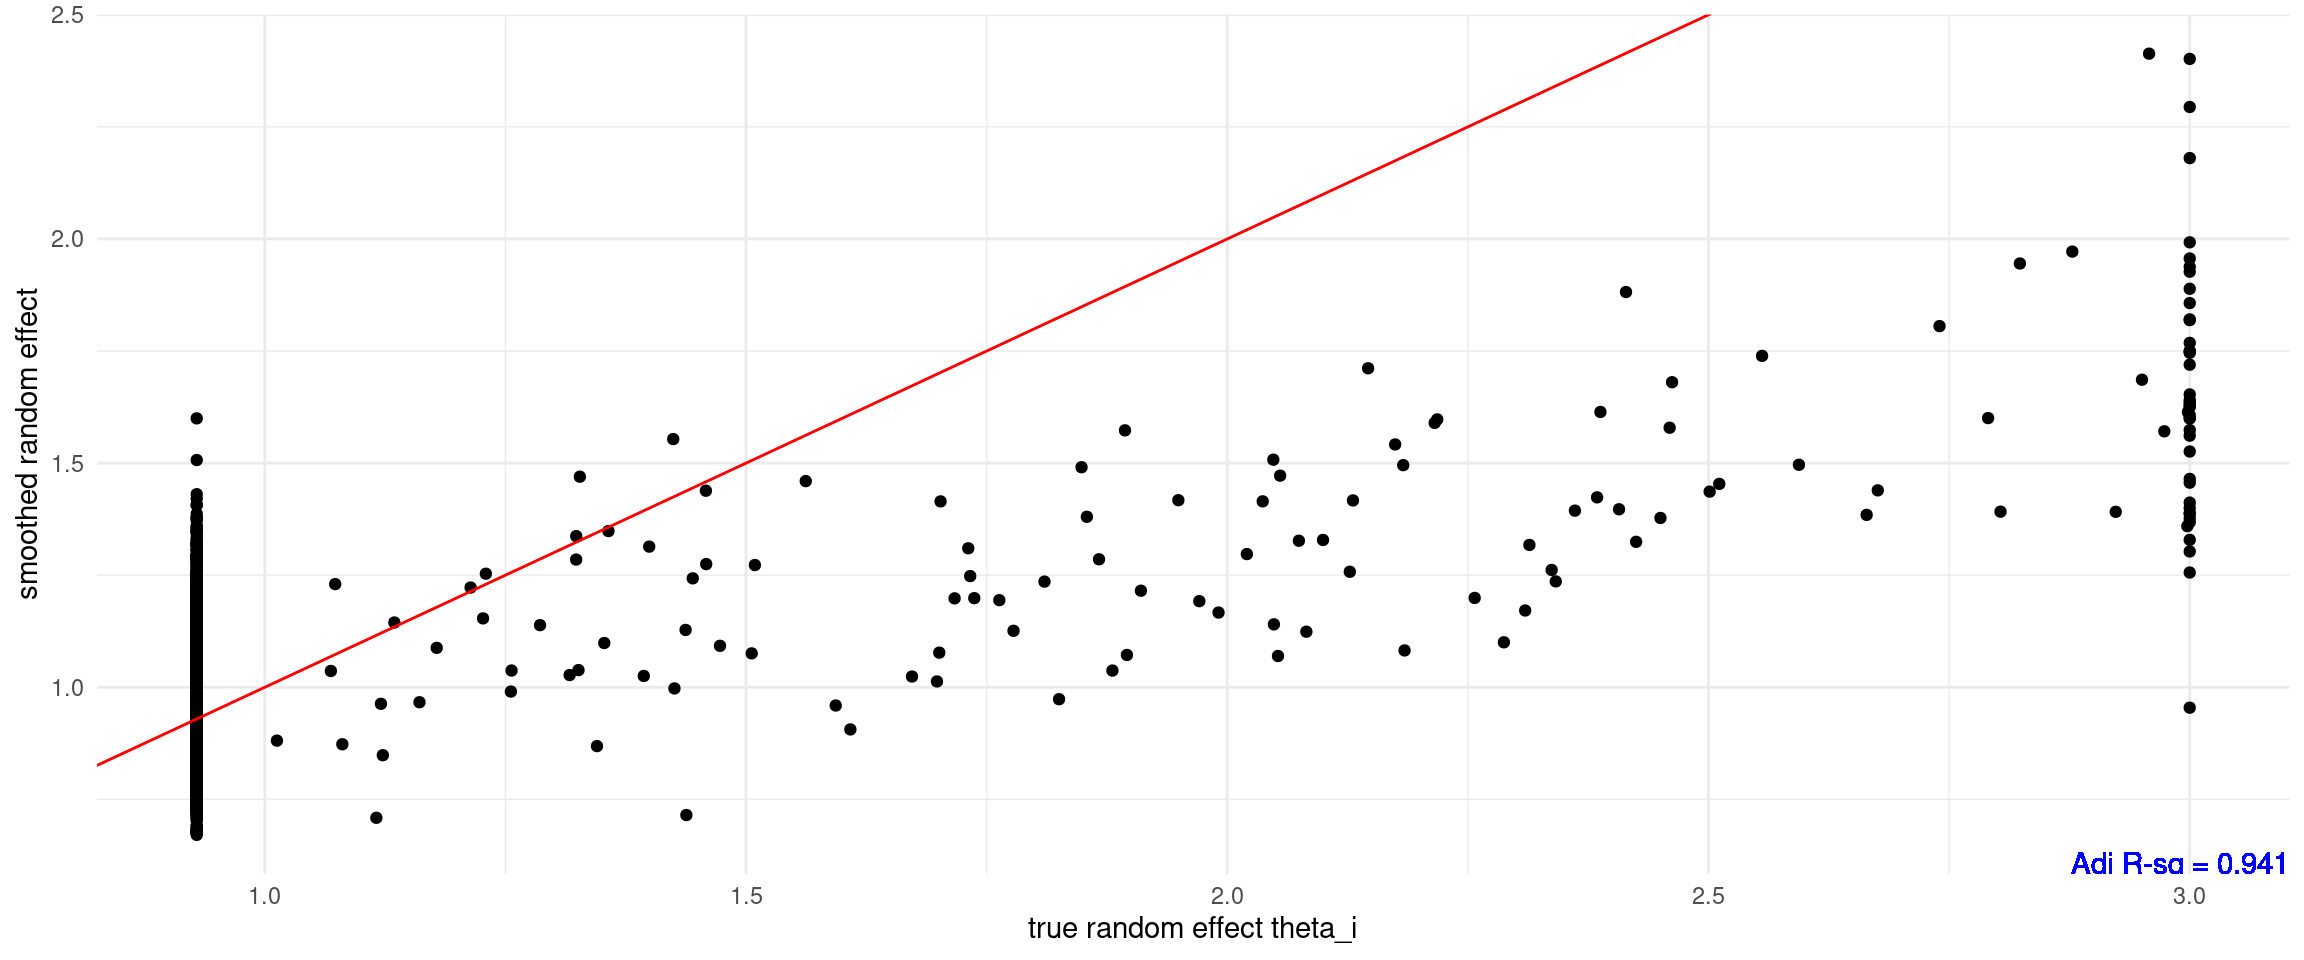 2.5
2.0
1.5
1.0
smoothed random effect
Adj R-sq = 0.941
1.0 1.5 2.0 2.5 3.0
true random effect theta_i